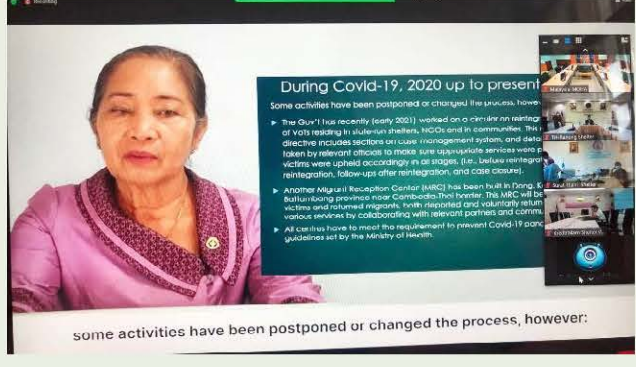 Recording
During Covid-19, 2020 up to present
Some activities have been postponed or changed the process, howe
The Gov't has recently (early 2021) worked on a circular on reinteg
of VoTs residing in state-run shelters, NGOs and in communities. This
directive includes sections on case management system, and deta
taken by relevant officials to make sure appropriate services were p
victims were upheld accordingly in all stages, (i.e., before reintegrat
reintegration, follow-ups after reintegration, and case closure).
Another Migrant Reception Center (MRC) has been built in
Battambang province near Cambodia-Thai border. This MRC will be
victims and returned migrants, both deported and voluntarily return
various services by collaborating with relevant partners and commu
All centres have to meet the requirement to prevent Covid-19 pand
guidelines set by the Ministry of Health.
some activities have been postponed or changed the process, however: